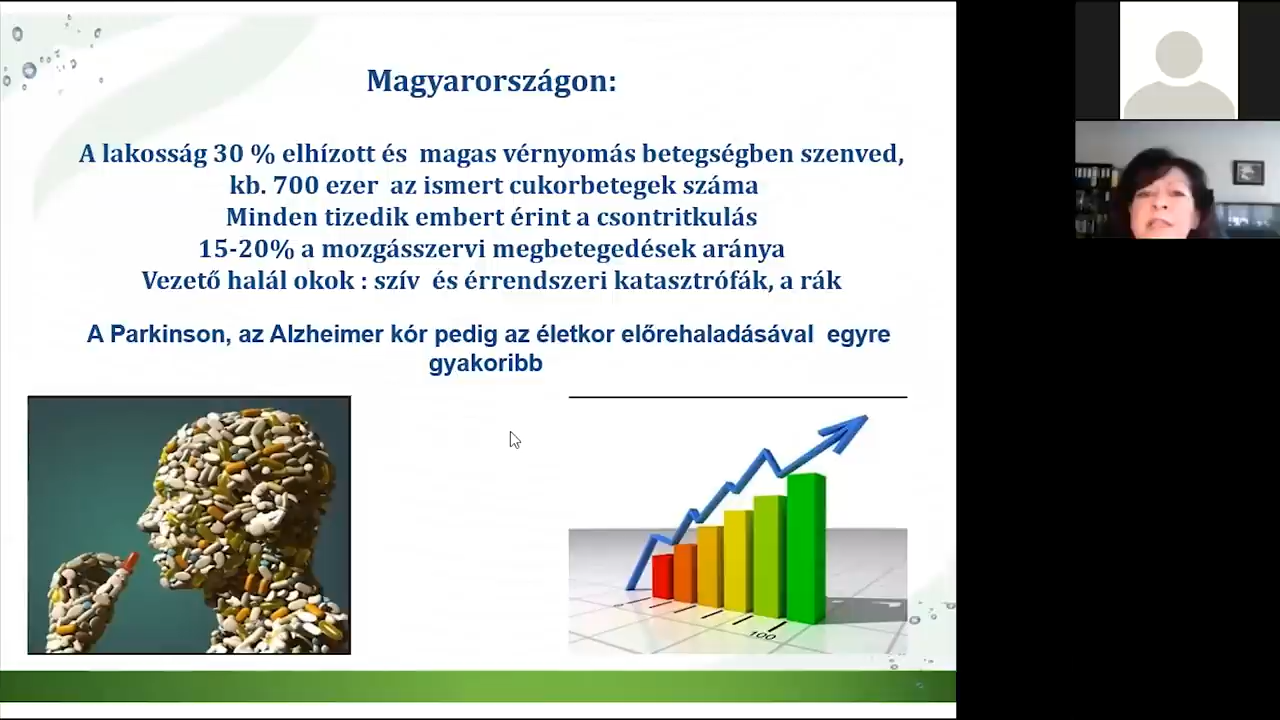 Magyarországon:
A lakosság 30 % elhízott és magas vérnyomás betegségben szenved,
kb. 700 ezer az ismert cukorbetegek száma
Minden tizedik embert érint a csontritkulás
15-20% a mozgásszervi megbetegedések aránya
Vezető halál okok : szív és érrendszeri katasztrófák, a rák
A Parkinson, az Alzheimer kór pedig az életkor előrehaladásával egyre
gyakoribb
100